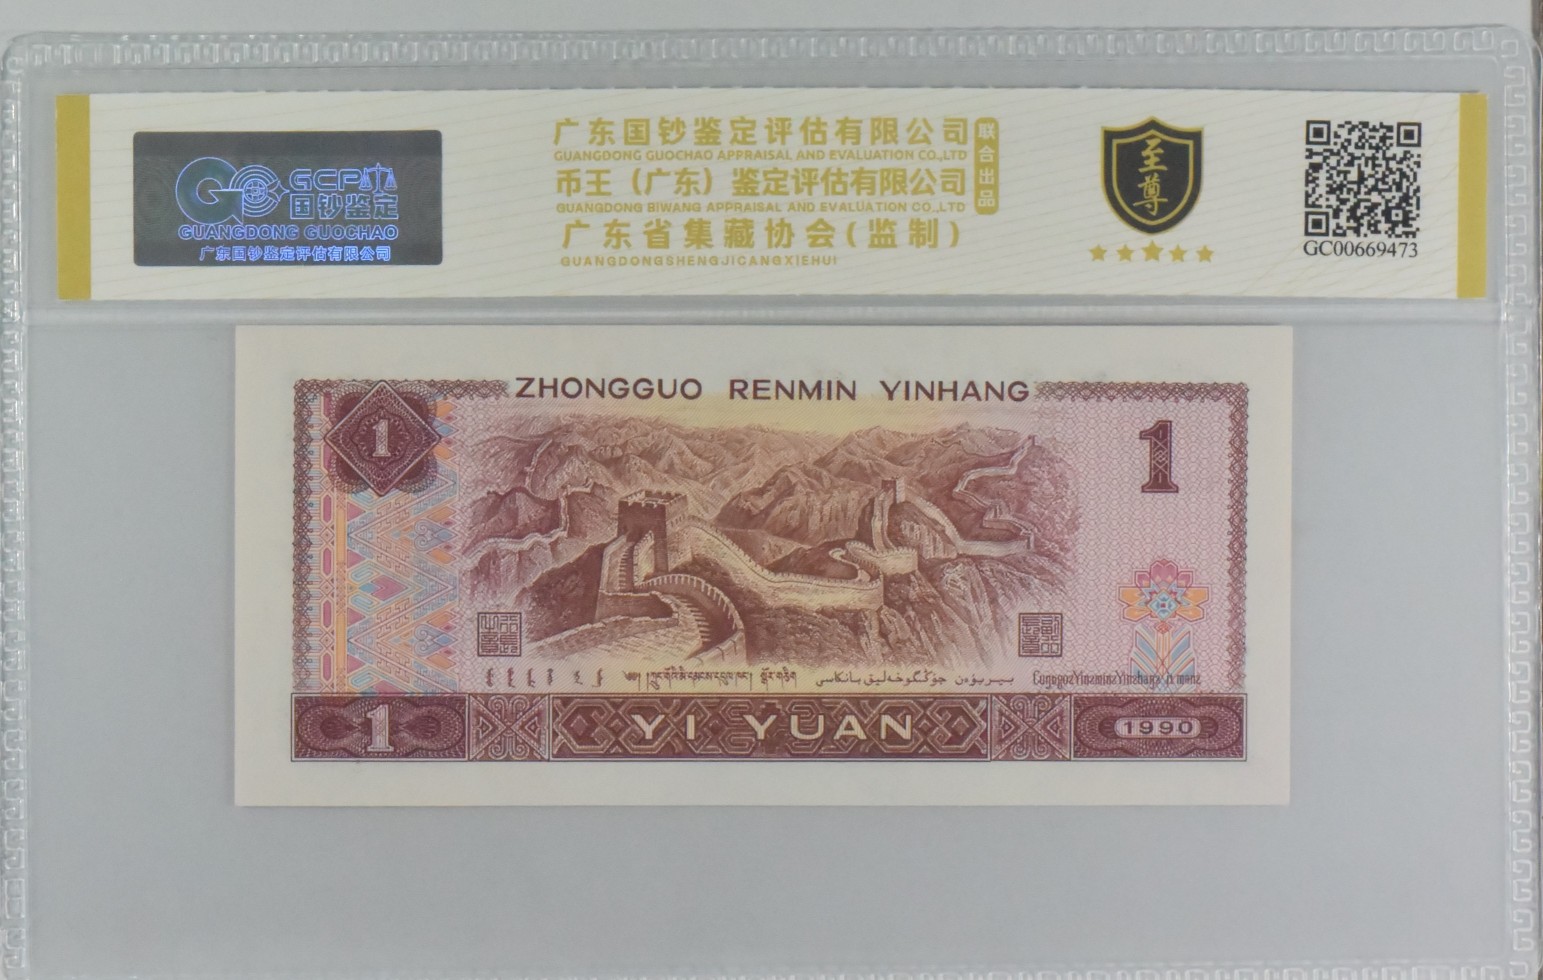 GCP
国钞鉴定
GUANGDONG GUOCHAO
广东国钞鉴定评估有限公司
广东国钞鉴定评估有限公司
GUANGDONG GUOCHAO APPRAISAL AND EVALUATION CO.,LTD
币王（广东）鉴定评估有限公司
GUANGDONG BIWANG APPRAISAL AND EVALUATION CO.,LTD
广东省集藏协会(监制)
GUANGDONGSHENGJICANGXIEHUI
联合出品
至尊
GC00669473
ZHONGGUO RENMIN YINHANG
1
1
1
YI YUAN
1990